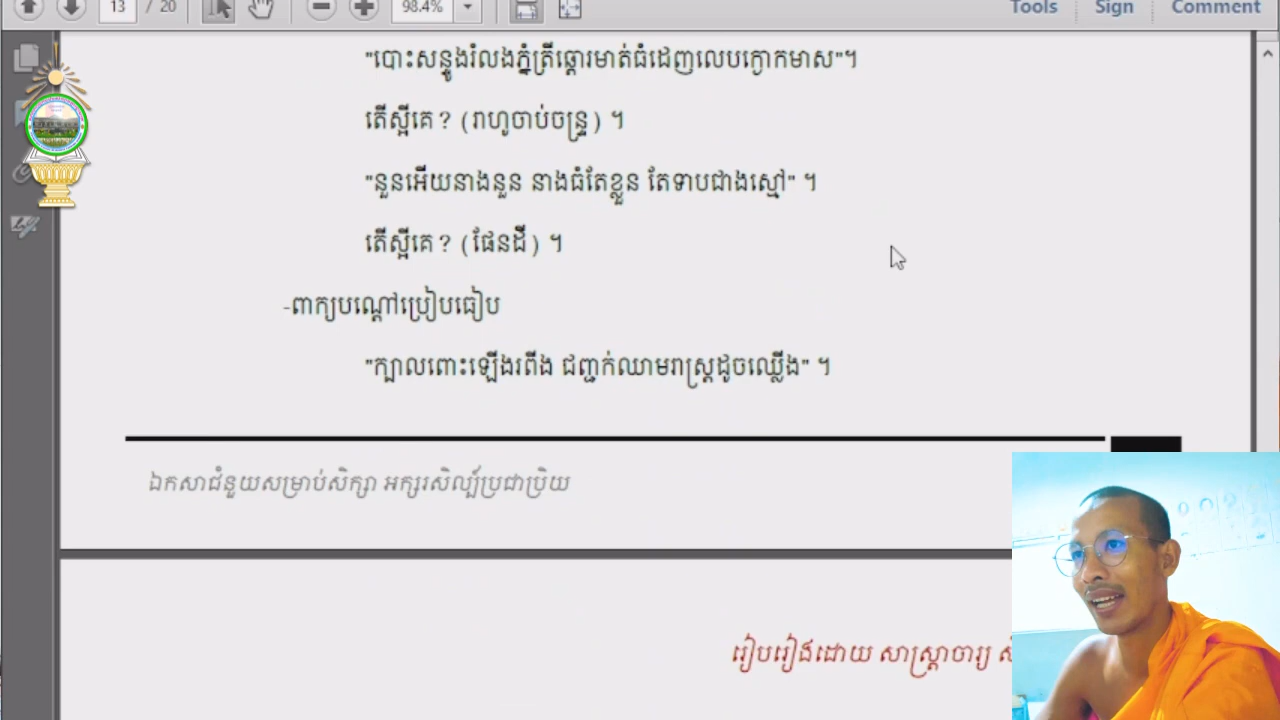 13 / 20 98.4% Tools Sign Comment
"បោះសន្ទូងរំលងភ្នំត្រីឆ្ដោរមាត់ធំដេញលេបក្ងោកមាស"។
តើស្អីគេ? (រាហូចាប់ចន្ទ្រ) ។
"នួនអើយនាងនួន នាងធំតែខ្លួន តែទាបជាងស្មៅ" ។
តើស្អីគេ? (ផែនដី) ។
-ពាក្យបណ្ដៅប្រៀបធៀប
"ក្បាលពោះឡើងរពឹង ជញ្ជក់ឈាមរាស្ត្រដូចឈ្លើង" ។
ឯកសាជំនួយសម្រាប់សិក្សា អក្សរសិល្ប៍ប្រជាប្រិយ
រៀបរៀងដោយ សាស្ត្រាចារ្យ